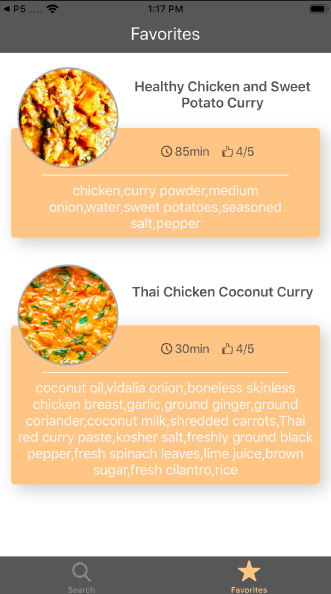 P5
1:17 PM
Favorites
Healthy Chicken and Sweet
Potato Curry
85min 4/5
chicken,curry powder,medium
onion,water,sweet potatoes,seasoned
salt,pepper
Thai Chicken Coconut Curry
30min 4/5
coconut oil,vidalia onion,boneless skinless
chicken breast,garlic,ground ginger,ground
coriander,coconut milk,shredded carrots,Thai
red curry paste,kosher salt,freshly ground black
pepper,fresh spinach leaves,lime juice,brown
sugar,fresh cilantro,rice
Search
Favorites